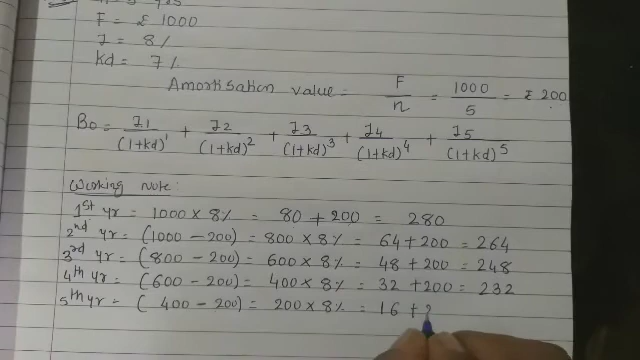 F = ₹ 1000
I = 8%
kd = 7%
Amortisation value = F/n = 1000/5 = ₹ 200
B0 = I1/(1+kd)^1 + I2/(1+kd)^2 + I3/(1+kd)^3 + I4/(1+kd)^4 + I5/(1+kd)^5
Working note:
1st yr = 1000 × 8% = 80 + 200 = 280
2nd yr = (1000 - 200) = 800 × 8% = 64 + 200 = 264
3rd yr = (800 - 200) = 600 × 8% = 48 + 200 = 248
4th yr = (600 - 200) = 400 × 8% = 32 + 200 = 232
5th yr = (400 - 200) = 200 × 8% = 16 + 2